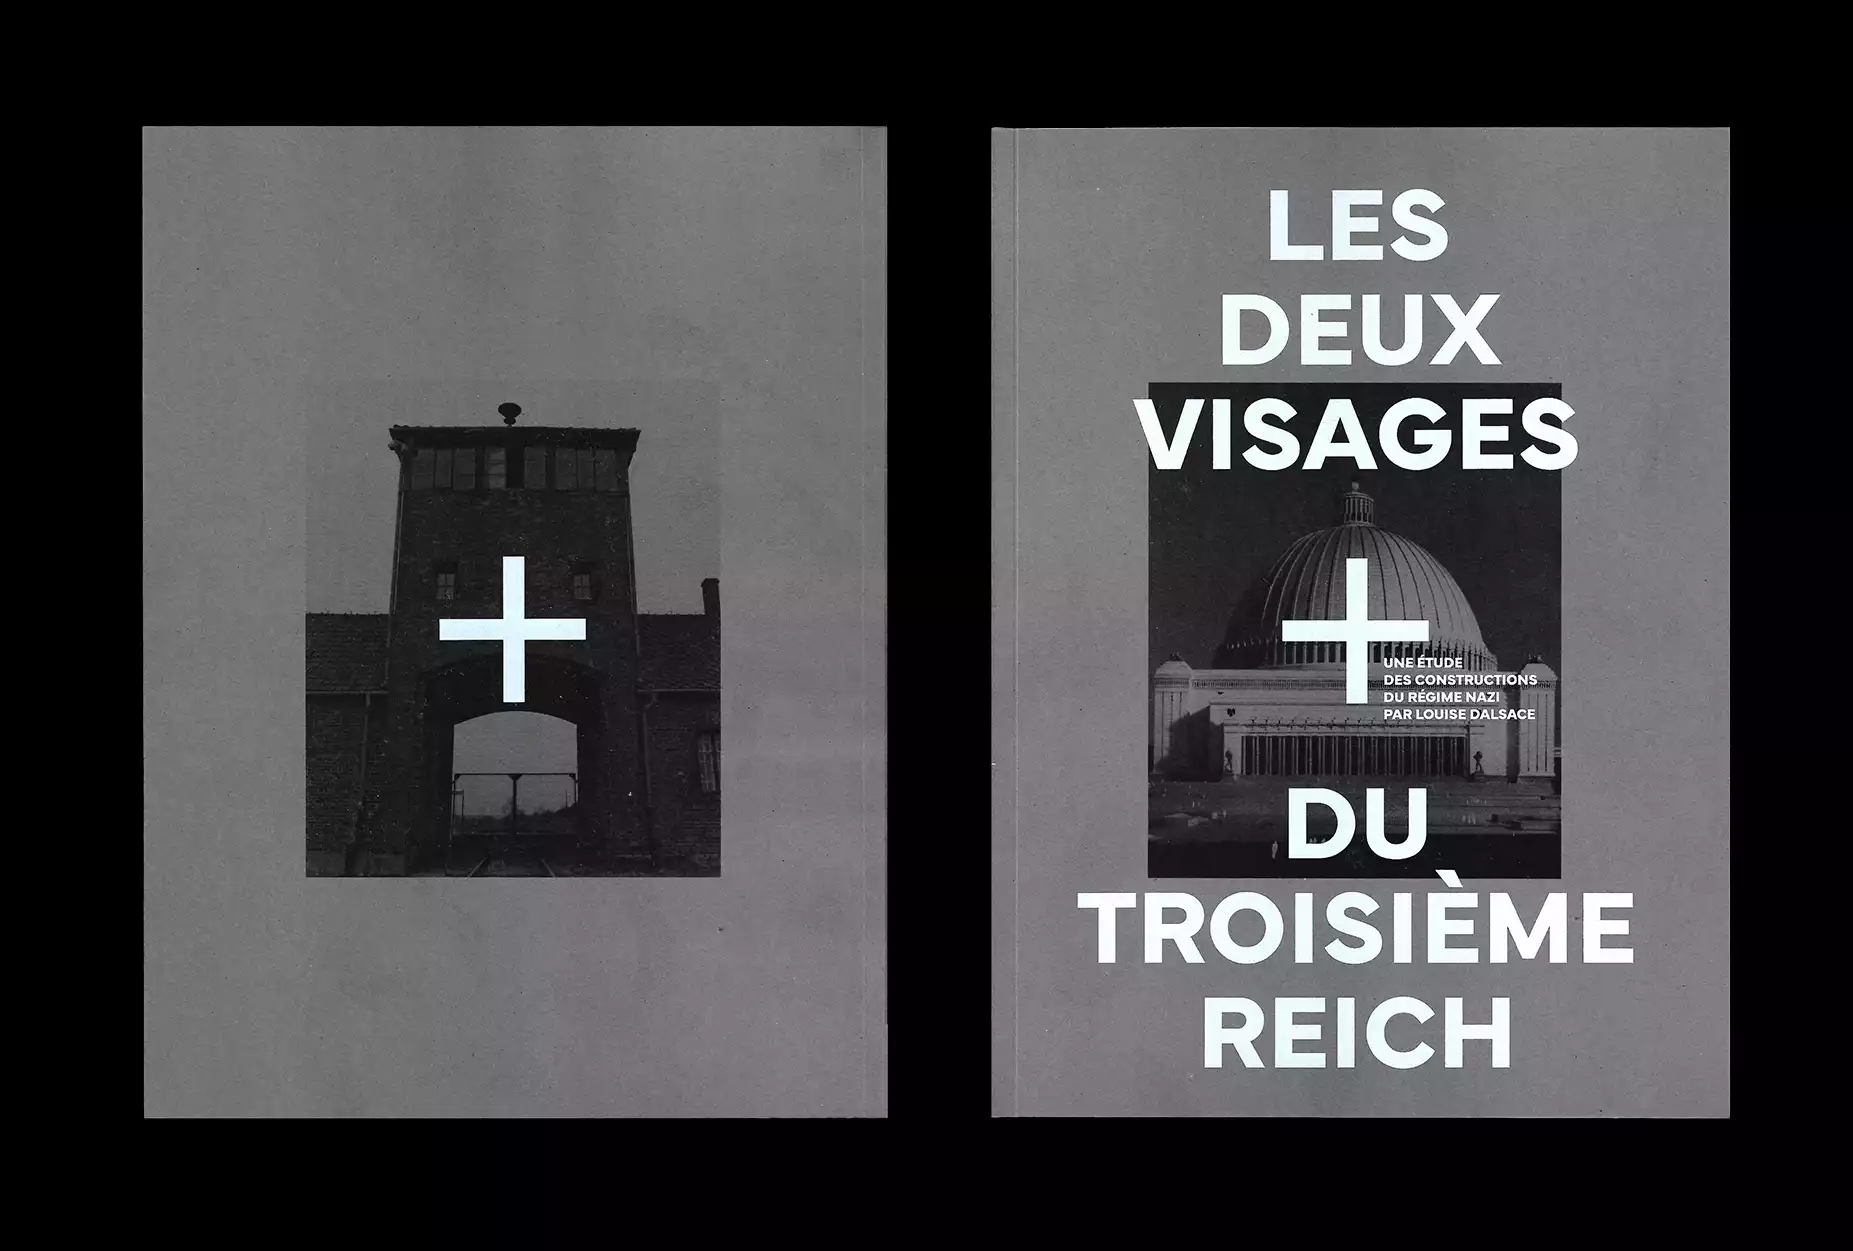 LES
DEUX
VISAGES
UNE ÉTUDE
DES CONSTRUCTIONS
DU RÉGIME NAZI
PAR LOUISE DALSACE
DU
TROISIÈME
REICH